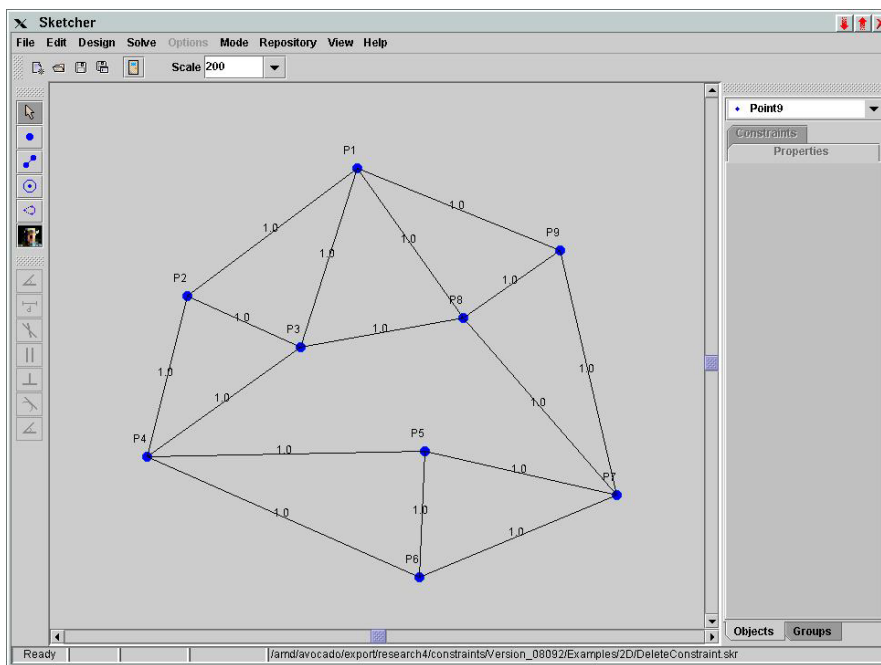 Sketcher
File Edit Design Solve Options Mode Repository View Help
Scale 200
Point9
Constraints
Properties
P1
1.0
P9
1.0
1.0
1.0
1.0
P2
P8
1.0
P3
1.0
1.0
1.0
1.0
1.0
P4
P5
1.0
1.0
1.0
P7
1.0
1.0
1.0
P6
Objects Groups
Ready /amd/avocado/export/research4/constraints/Version_08092/Examples/2D/DeleteConstraint.skr